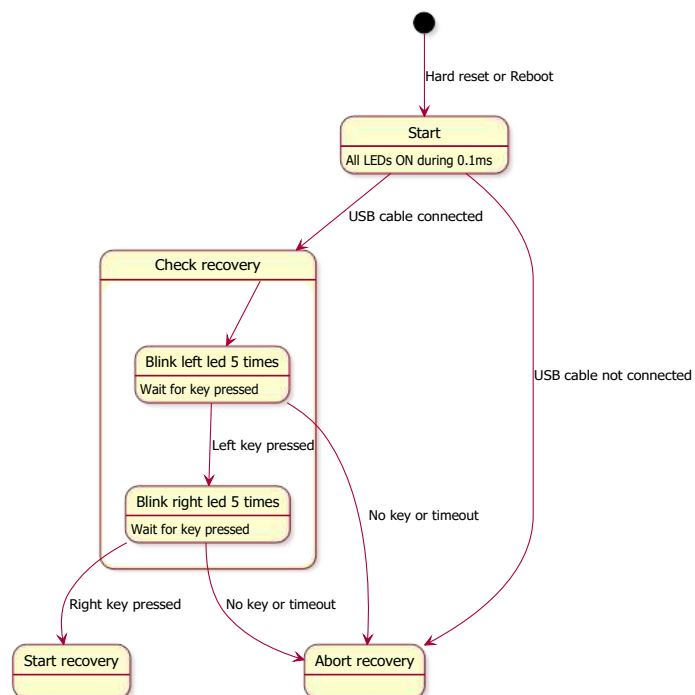 Hard reset or Reboot
Start
All LEDs ON during 0.1ms
USB cable connected
Check recovery
Blink left led 5 times
Wait for key pressed
USB cable not connected
Left key pressed
Blink right led 5 times
Wait for key pressed
No key or timeout
Right key pressed
No key or timeout
Start recovery
Abort recovery